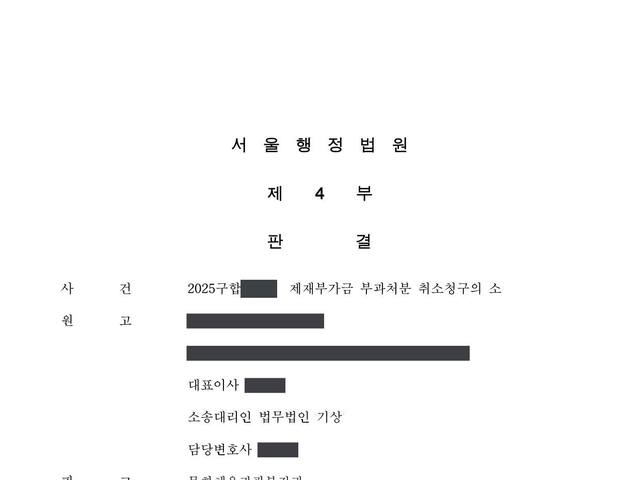 서 울 행 정 법 원
제 4 부
판 결
사 건 2025구합 제재부가금 부과처분 취소청구의 소
원 고
대표이사
소송대리인 법무법인 기상
담당변호사